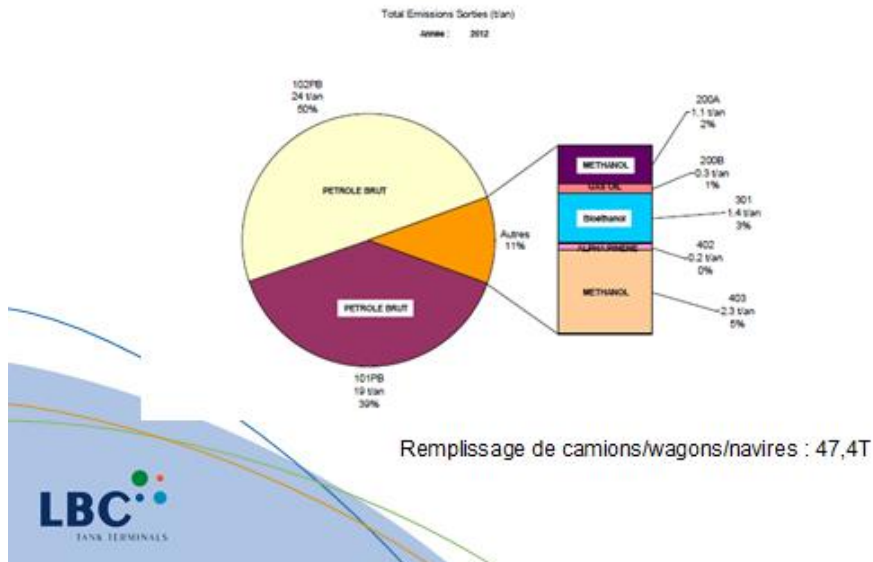 Total Emissions Sorties (t/an)
Année : 2012
102PB
24 t/an
50%
PETROLE BRUT
PETROLE BRUT
101PB
19 t/an
39%
Autres
11%
METHANOL
GAS OIL
Bioethanol
ALPHA PINENE
METHANOL
200A
1.1 t/an
2%
200B
0.3 t/an
1%
301
1.4 t/an
3%
402
0.2 t/an
0%
403
2.3 t/an
5%
Remplissage de camions/wagons/navires : 47,4T
LBC
TANK TERMINALS